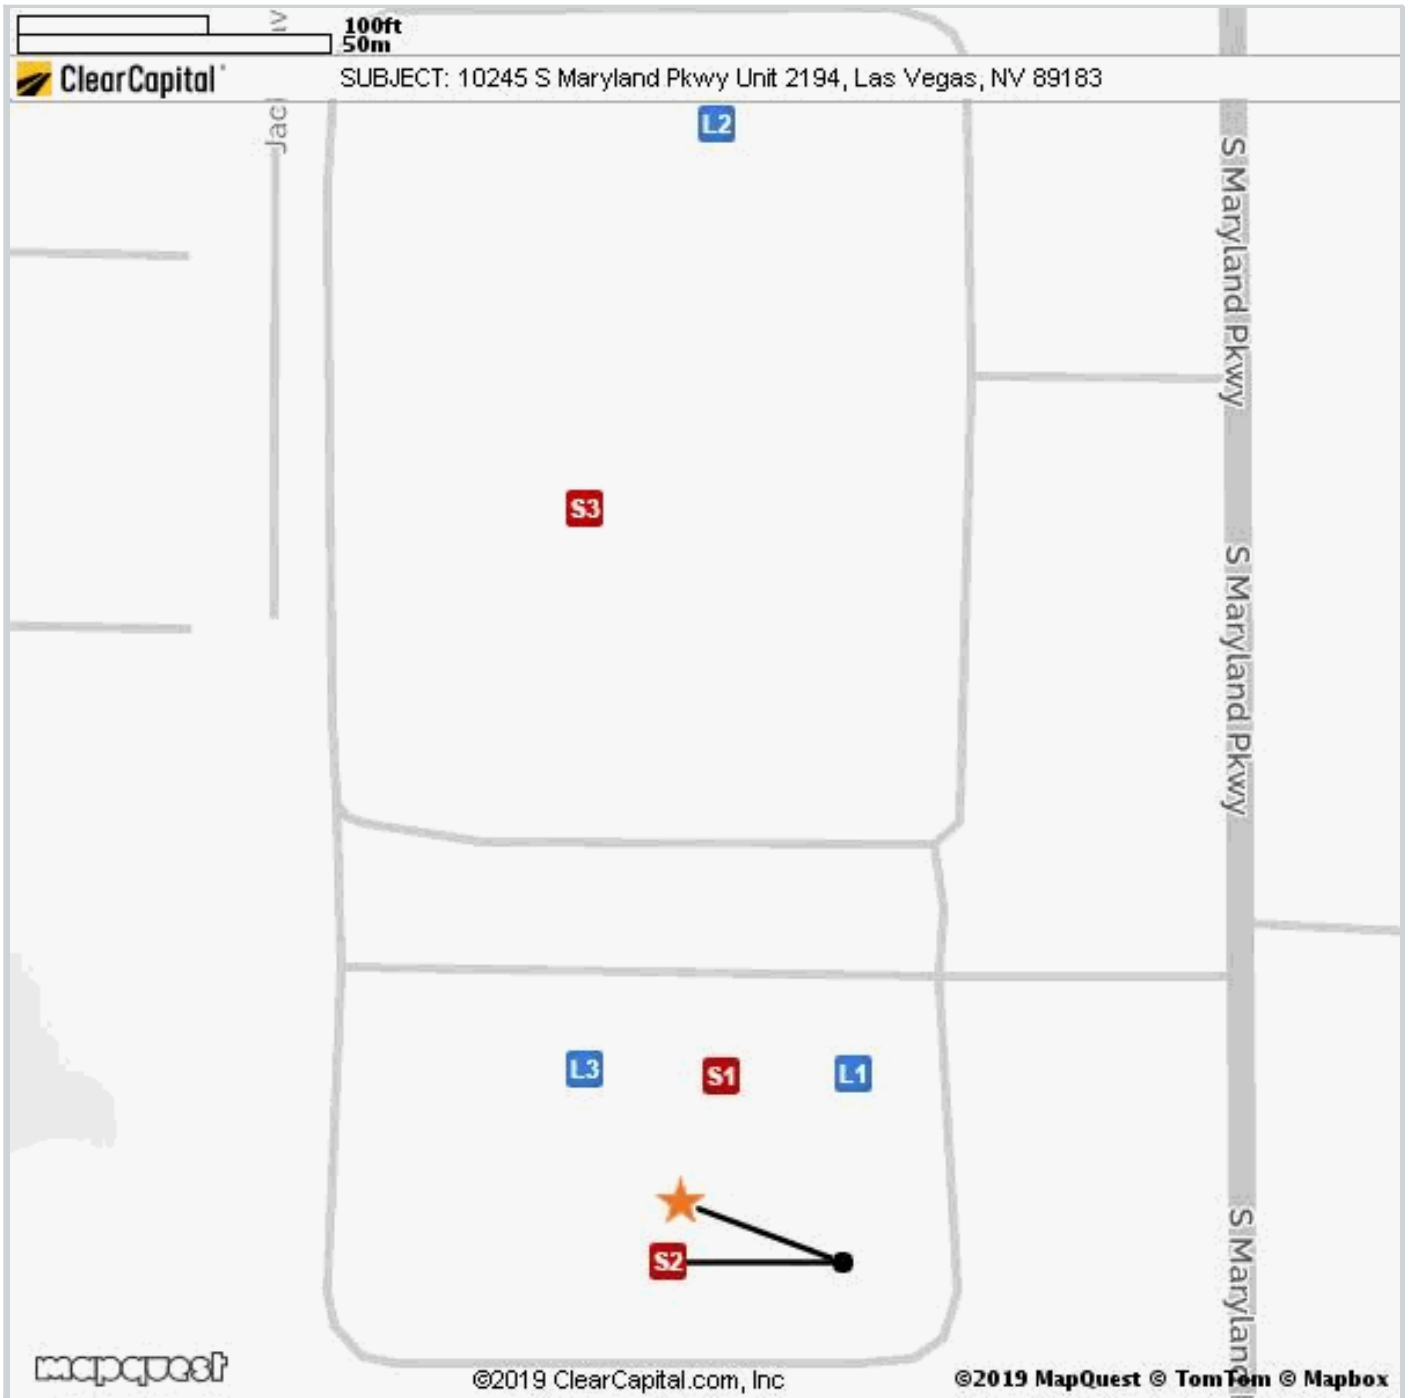 100ft
50m
ClearCapital
SUBJECT: 10245 S Maryland Pkwy Unit 2194, Las Vegas, NV 89183
L2
S Maryland Pkwy
S3
S Maryland Pkwy
L3
S1
L1
S2
S Maryland
mapquest
©2019 ClearCapital.com, Inc
©2019 MapQuest © TomTom © Mapbox